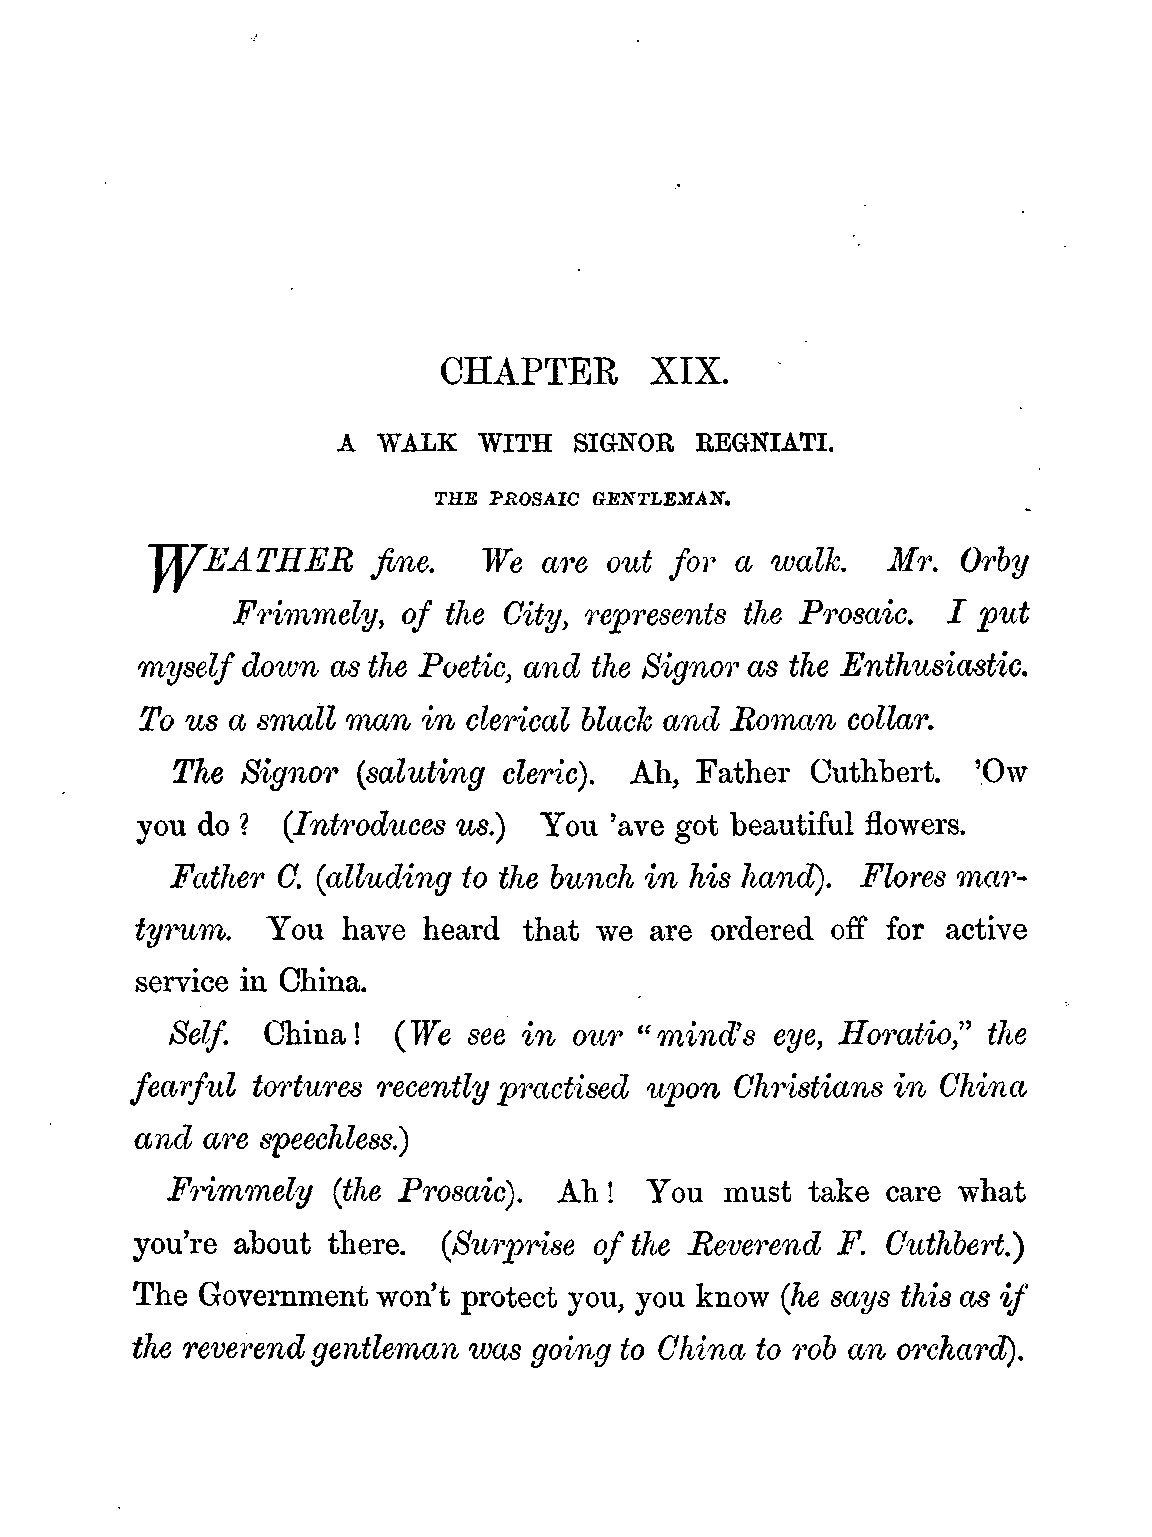 CHAPTER XIX.
A WALK WITH SIGNOR REGNIATI.
THE PROSAIC GENTLEMAN.
WEATHER fine. We are out for a walk. Mr. Orby
Frimmely, of the City, represents the Prosaic. I put
myself down as the Poetic, and the Signor as the Enthusiastic.
To us a small man in clerical black and Roman collar.
The Signor (saluting cleric). Ah, Father Cuthbert. 'Ow
you do? (Introduces us.) You 'ave got beautiful flowers.
Father C. (alluding to the bunch in his hand). Flores mar-
tyrum. You have heard that we are ordered off for active
service in China.
Self. China! (We see in our "mind's eye, Horatio," the
fearful tortures recently practised upon Christians in China
and are speechless.)
Frimmely (the Prosaic). Ah! You must take care what
you're about there. (Surprise of the Reverend F. Cuthbert.)
The Government won't protect you, you know (he says this as if
the reverend gentleman was going to China to rob an orchard).